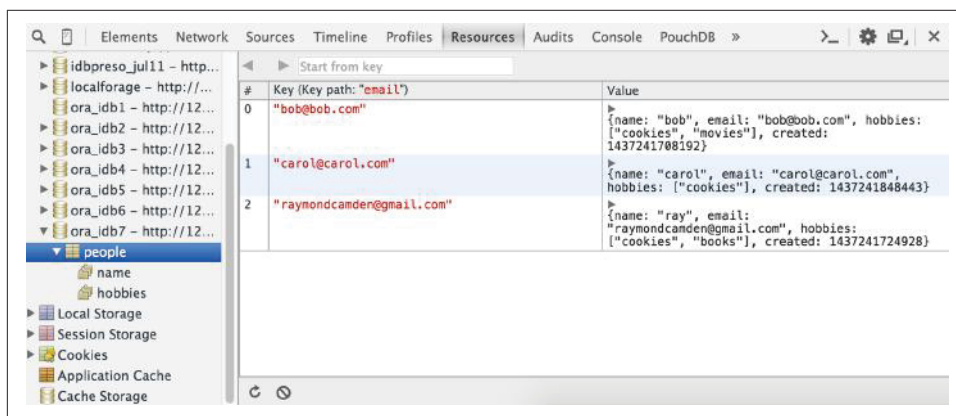 Elements Network Sources Timeline Profiles Resources Audits Console PouchDB »
idbpreso_jul11 – http...
localforage – http://...
ora_idb1 – http://12...
ora_idb2 – http://12...
ora_idb3 – http://12...
ora_idb4 – http://12...
ora_idb5 – http://12...
ora_idb6 – http://12...
ora_idb7 – http://12...
people
name
hobbies
Local Storage
Session Storage
Cookies
Application Cache
Cache Storage
Start from key
# Key (Key path: "email") Value
0 "bob@bob.com"
{name: "bob", email: "bob@bob.com", hobbies:
["cookies", "movies"], created:
1437241708192}
1 "carol@carol.com"
{name: "carol", email: "carol@carol.com",
hobbies: ["cookies"], created: 1437241848443}
2 "raymondcamden@gmail.com"
{name: "ray", email:
"raymondcamden@gmail.com", hobbies:
["cookies", "books"], created: 1437241724928}